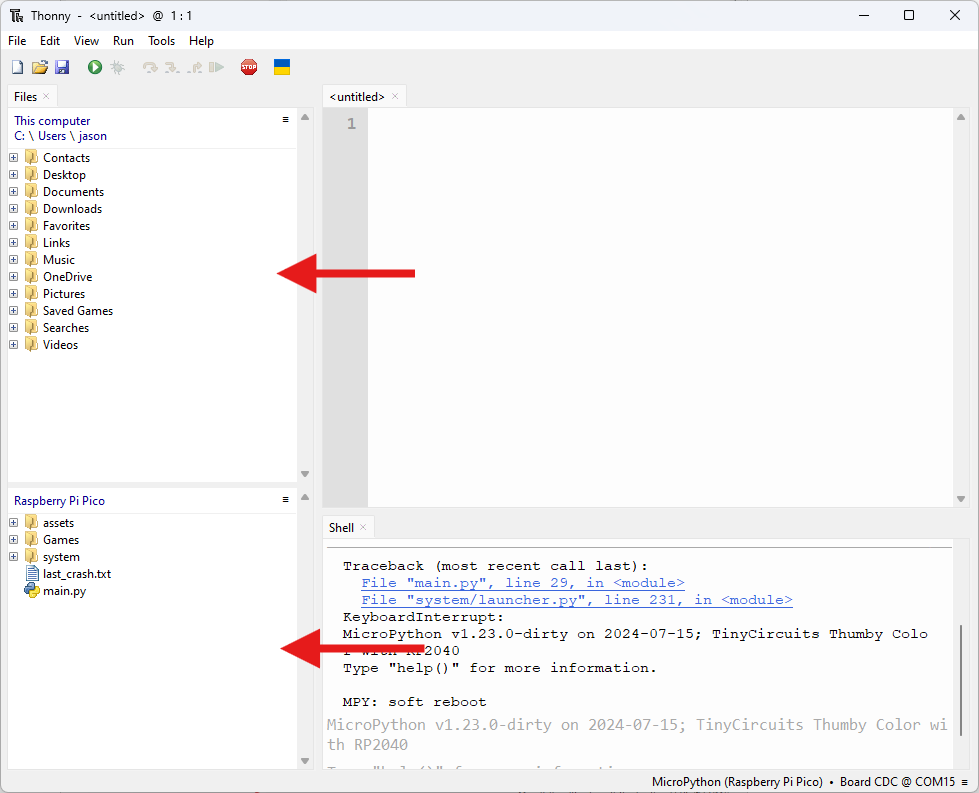 Thonny - <untitled> @ 1 : 1
File Edit View Run Tools Help
STOP
Files
This computer
C: \ Users \ jason
Contacts
Desktop
Documents
Downloads
Favorites
Links
Music
OneDrive
Pictures
Saved Games
Searches
Videos
Raspberry Pi Pico
assets
Games
system
last_crash.txt
main.py
<untitled>
1
Shell
Traceback (most recent call last):
File "main.py", line 29, in <module>
File "system/launcher.py", line 231, in <module>
KeyboardInterrupt:
MicroPython v1.23.0-dirty on 2024-07-15; TinyCircuits Thumby Colo
r with RP2040
Type "help()" for more information.
MPY: soft reboot
MicroPython v1.23.0-dirty on 2024-07-15; TinyCircuits Thumby Color wi
th RP2040
MicroPython (Raspberry Pi Pico) • Board CDC @ COM15